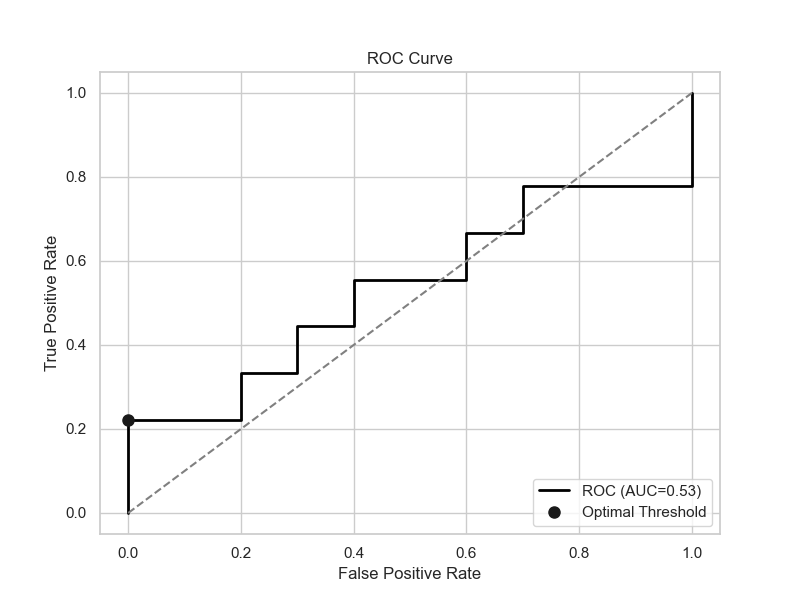 ROC Curve
True Positive Rate
1.0
0.8
0.6
0.4
0.2
0.0
0.0 0.2 0.4 0.6 0.8 1.0
False Positive Rate
ROC (AUC=0.53)
Optimal Threshold